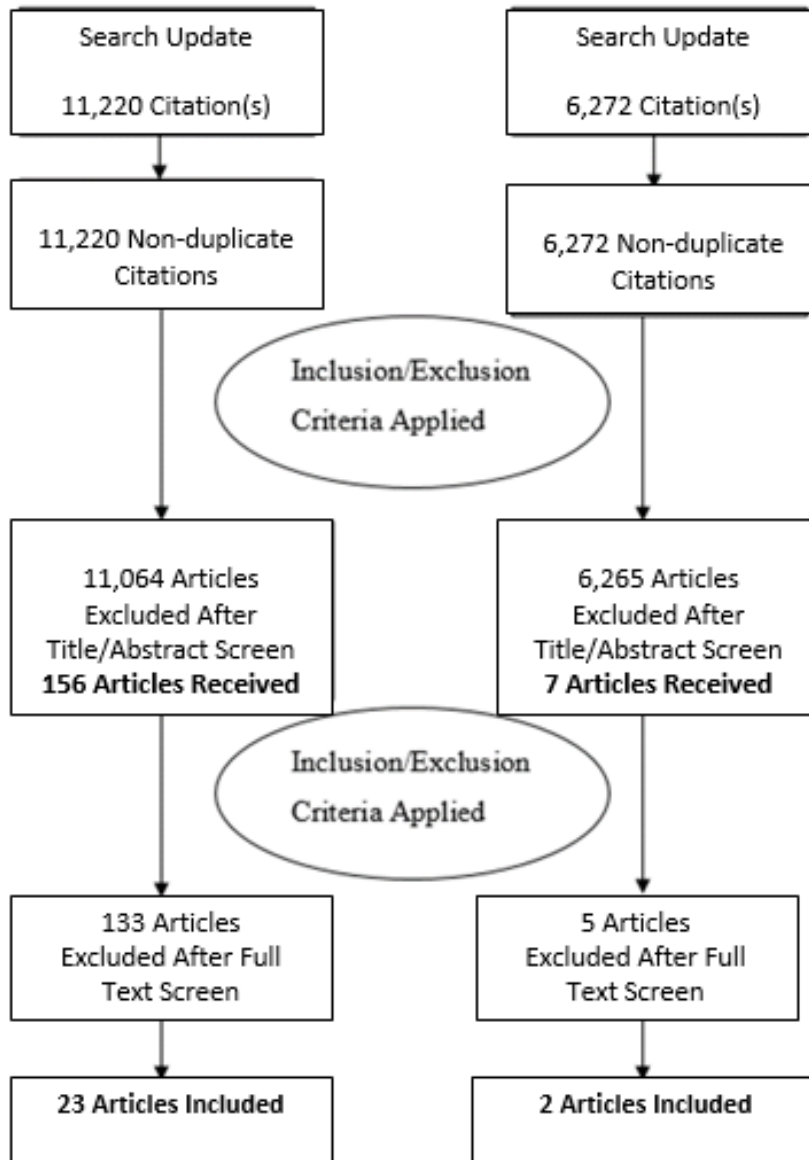 Search Update
11,220 Citation(s)
Search Update
6,272 Citation(s)
11,220 Non-duplicate
Citations
6,272 Non-duplicate
Citations
Inclusion/Exclusion
Criteria Applied
11,064 Articles
Excluded After
Title/Abstract Screen
156 Articles Received
6,265 Articles
Excluded After
Title/Abstract Screen
7 Articles Received
Inclusion/Exclusion
Criteria Applied
133 Articles
Excluded After Full
Text Screen
5 Articles
Excluded After Full
Text Screen
23 Articles Included
2 Articles Included